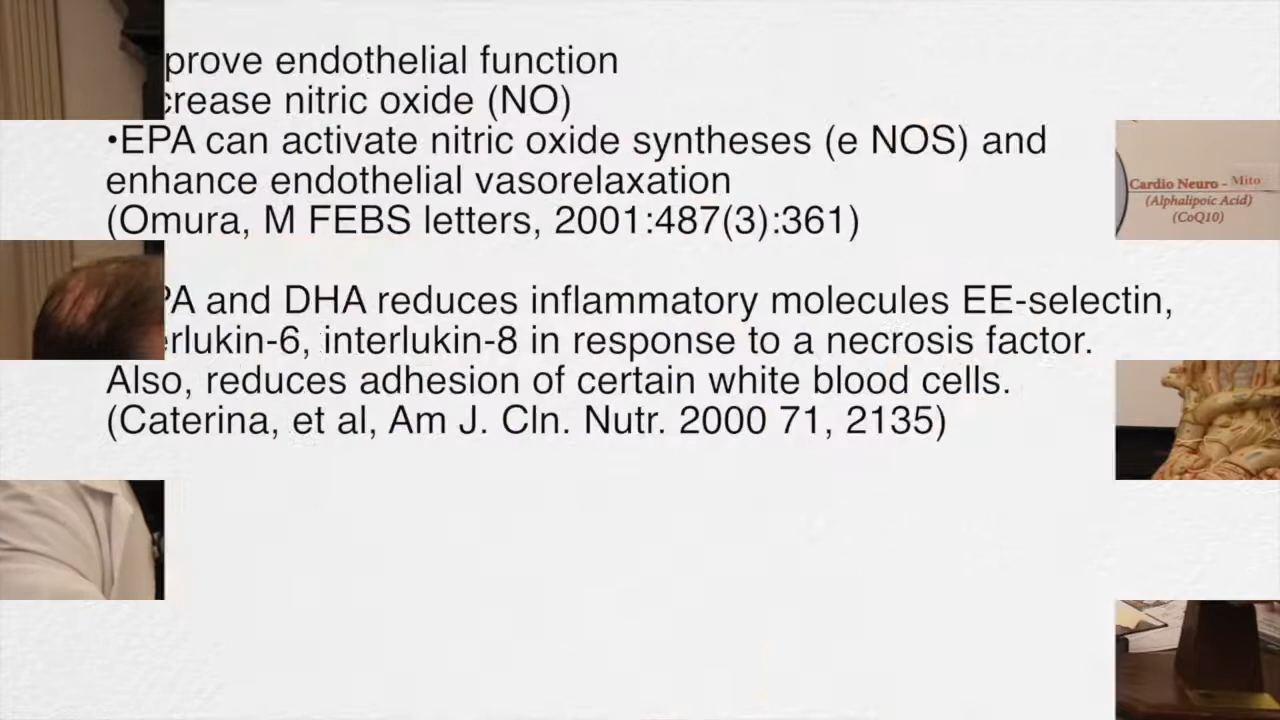 prove endothelial function
crease nitric oxide (NO)
•EPA can activate nitric oxide syntheses (e NOS) and
enhance endothelial vasorelaxation
(Omura, M FEBS letters, 2001:487(3):361)
PA and DHA reduces inflammatory molecules EE-selectin,
erlukin-6, interlukin-8 in response to a necrosis factor.
Also, reduces adhesion of certain white blood cells.
(Caterina, et al, Am J. Cln. Nutr. 2000 71, 2135)
Cardio Neuro - Mito
(Alphalipoic Acid)
(CoQ10)